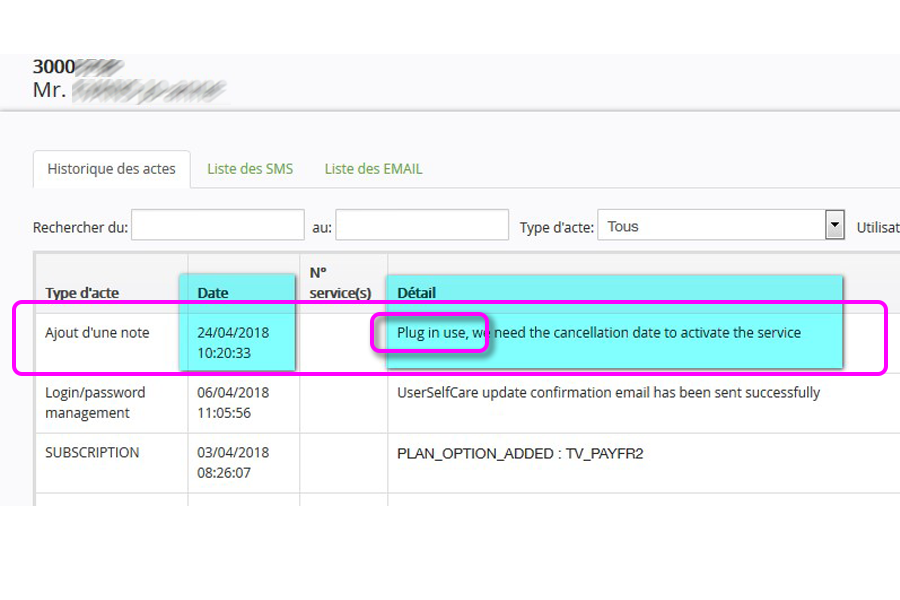 3000
Mr.
Historique des actes Liste des SMS Liste des EMAIL
Rechercher du: au: Type d'acte: Tous Utilisat
Type d'acte Date N° service(s) Détail
Ajout d'une note 24/04/2018 10:20:33 Plug in use, we need the cancellation date to activate the service
Login/password management 06/04/2018 11:05:56 UserSelfCare update confirmation email has been sent successfully
SUBSCRIPTION 03/04/2018 08:26:07 PLAN_OPTION_ADDED : TV_PAYFR2